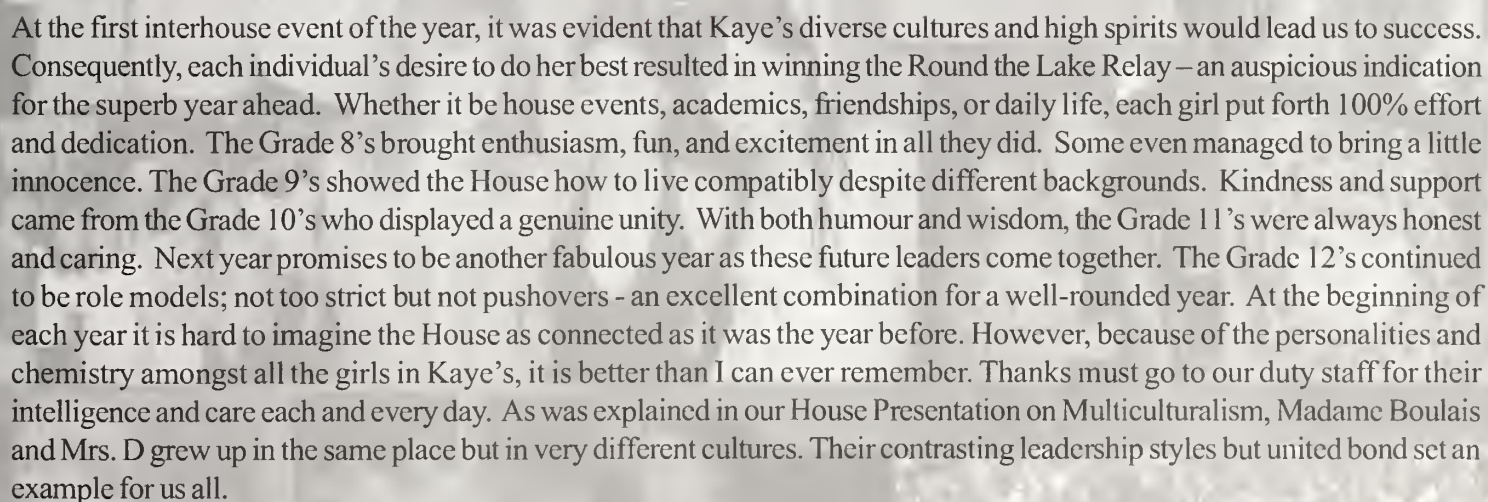 At the first interhouse event of the year, it was evident that Kaye's diverse cultures and high spirits would lead us to success.
Consequently, each individual's desire to do her best resulted in winning the Round the Lake Relay – an auspicious indication
for the superb year ahead. Whether it be house events, academics, friendships, or daily life, each girl put forth 100% effort
and dedication. The Grade 8's brought enthusiasm, fun, and excitement in all they did. Some even managed to bring a little
innocence. The Grade 9's showed the House how to live compatibly despite different backgrounds. Kindness and support
came from the Grade 10's who displayed a genuine unity. With both humour and wisdom, the Grade 11's were always honest
and caring. Next year promises to be another fabulous year as these future leaders come together. The Grade 12's continued
to be role models; not too strict but not pushovers - an excellent combination for a well-rounded year. At the beginning of
each year it is hard to imagine the House as connected as it was the year before. However, because of the personalities and
chemistry amongst all the girls in Kaye's, it is better than I can ever remember. Thanks must go to our duty staff for their
intelligence and care each and every day. As was explained in our House Presentation on Multiculturalism, Madame Boulais
and Mrs. D grew up in the same place but in very different cultures. Their contrasting leadership styles but united bond set an
example for us all.